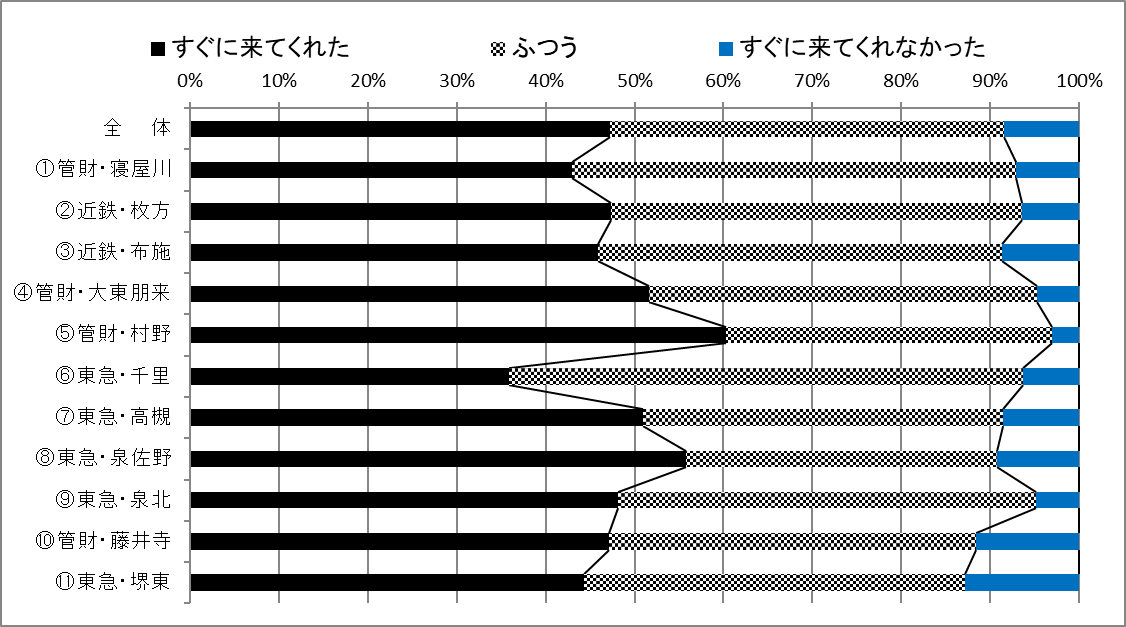 すぐに来てくれた ふつう すぐに来てくれなかった
0% 10% 20% 30% 40% 50% 60% 70% 80% 90% 100%
全 体
①管財・寝屋川
②近鉄・枚方
③近鉄・布施
④管財・大東朋来
⑤管財・村野
⑥東急・千里
⑦東急・高槻
⑧東急・泉佐野
⑨東急・泉北
⑩管財・藤井寺
⑪東急・堺東